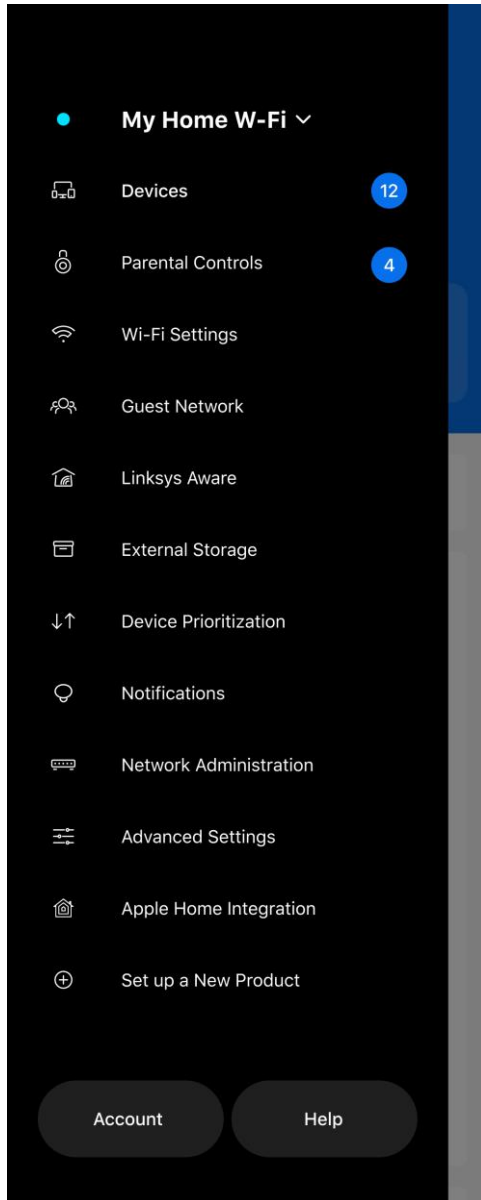 My Home W-Fi
Devices 12
Parental Controls 4
Wi-Fi Settings
Guest Network
Linksys Aware
External Storage
Device Prioritization
Notifications
Network Administration
Advanced Settings
Apple Home Integration
Set up a New Product
Account Help